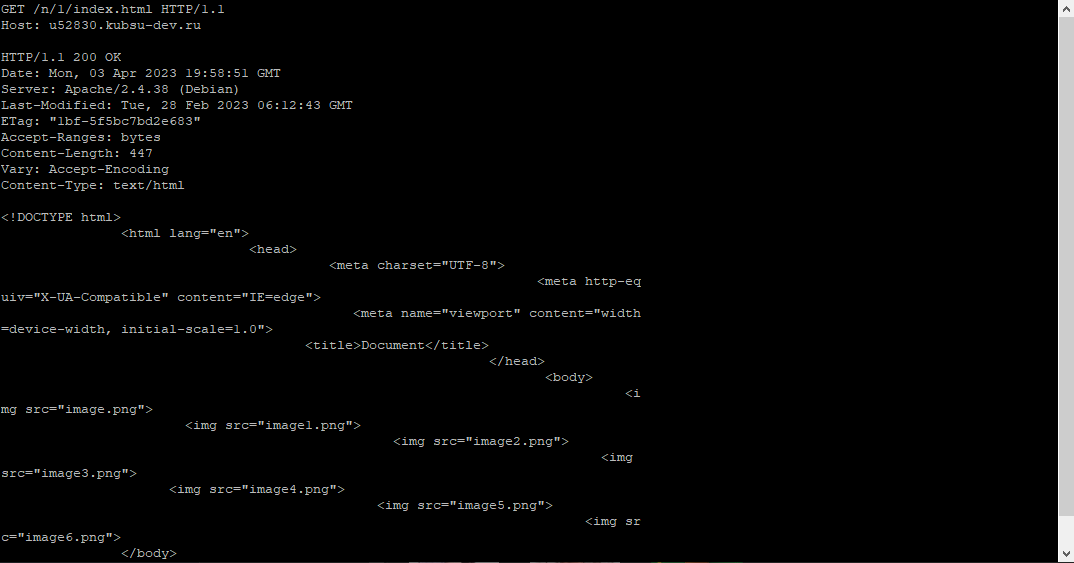 GET /n/1/index.html HTTP/1.1
Host: u52830.kubsu-dev.ru
HTTP/1.1 200 OK
Date: Mon, 03 Apr 2023 19:58:51 GMT
Server: Apache/2.4.38 (Debian)
Last-Modified: Tue, 28 Feb 2023 06:12:43 GMT
ETag: "1bf-5f5bc7bd2e683"
Accept-Ranges: bytes
Content-Length: 447
Vary: Accept-Encoding
Content-Type: text/html
<!DOCTYPE html>
<html lang="en">
<head>
<meta charset="UTF-8">
<meta http-eq
uiv="X-UA-Compatible" content="IE=edge">
<meta name="viewport" content="width
=device-width, initial-scale=1.0">
<title>Document</title>
</head>
<body>
<i
mg src="image.png">
<img src="image1.png">
<img src="image2.png">
<img
src="image3.png">
<img src="image4.png">
<img src="image5.png">
<img sr
c="image6.png">
</body>